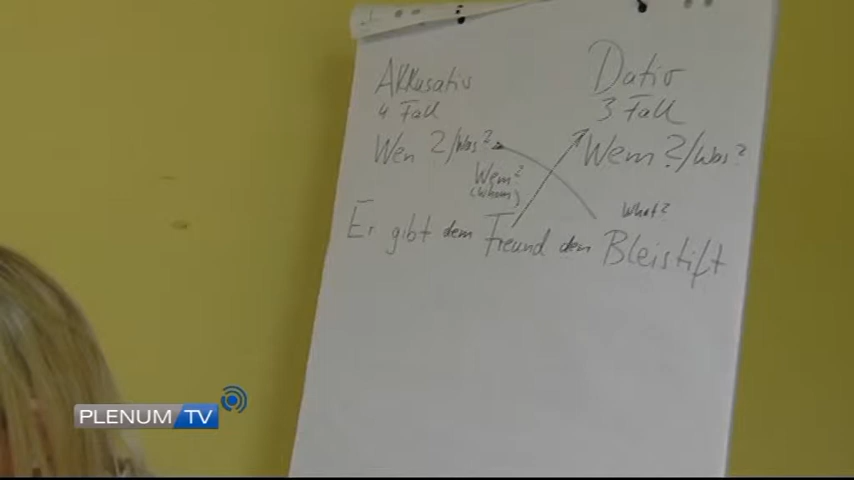 Akkusativ
4 Fall
Wen?/Was?
Dativ
3 Fall
Wem?/Was?
Wem?
(Whom)
What?
Er gibt dem Freund den Bleistift
PLENUM TV